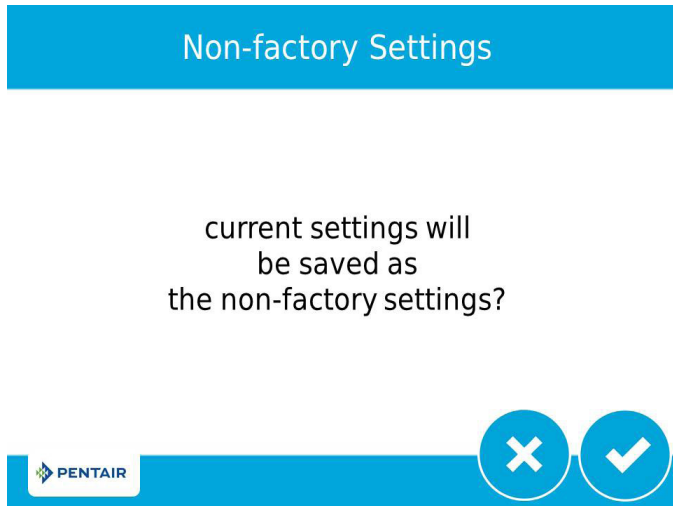 Non-factory Settings
current settings will
be saved as
the non-factory settings?
PENTAIR